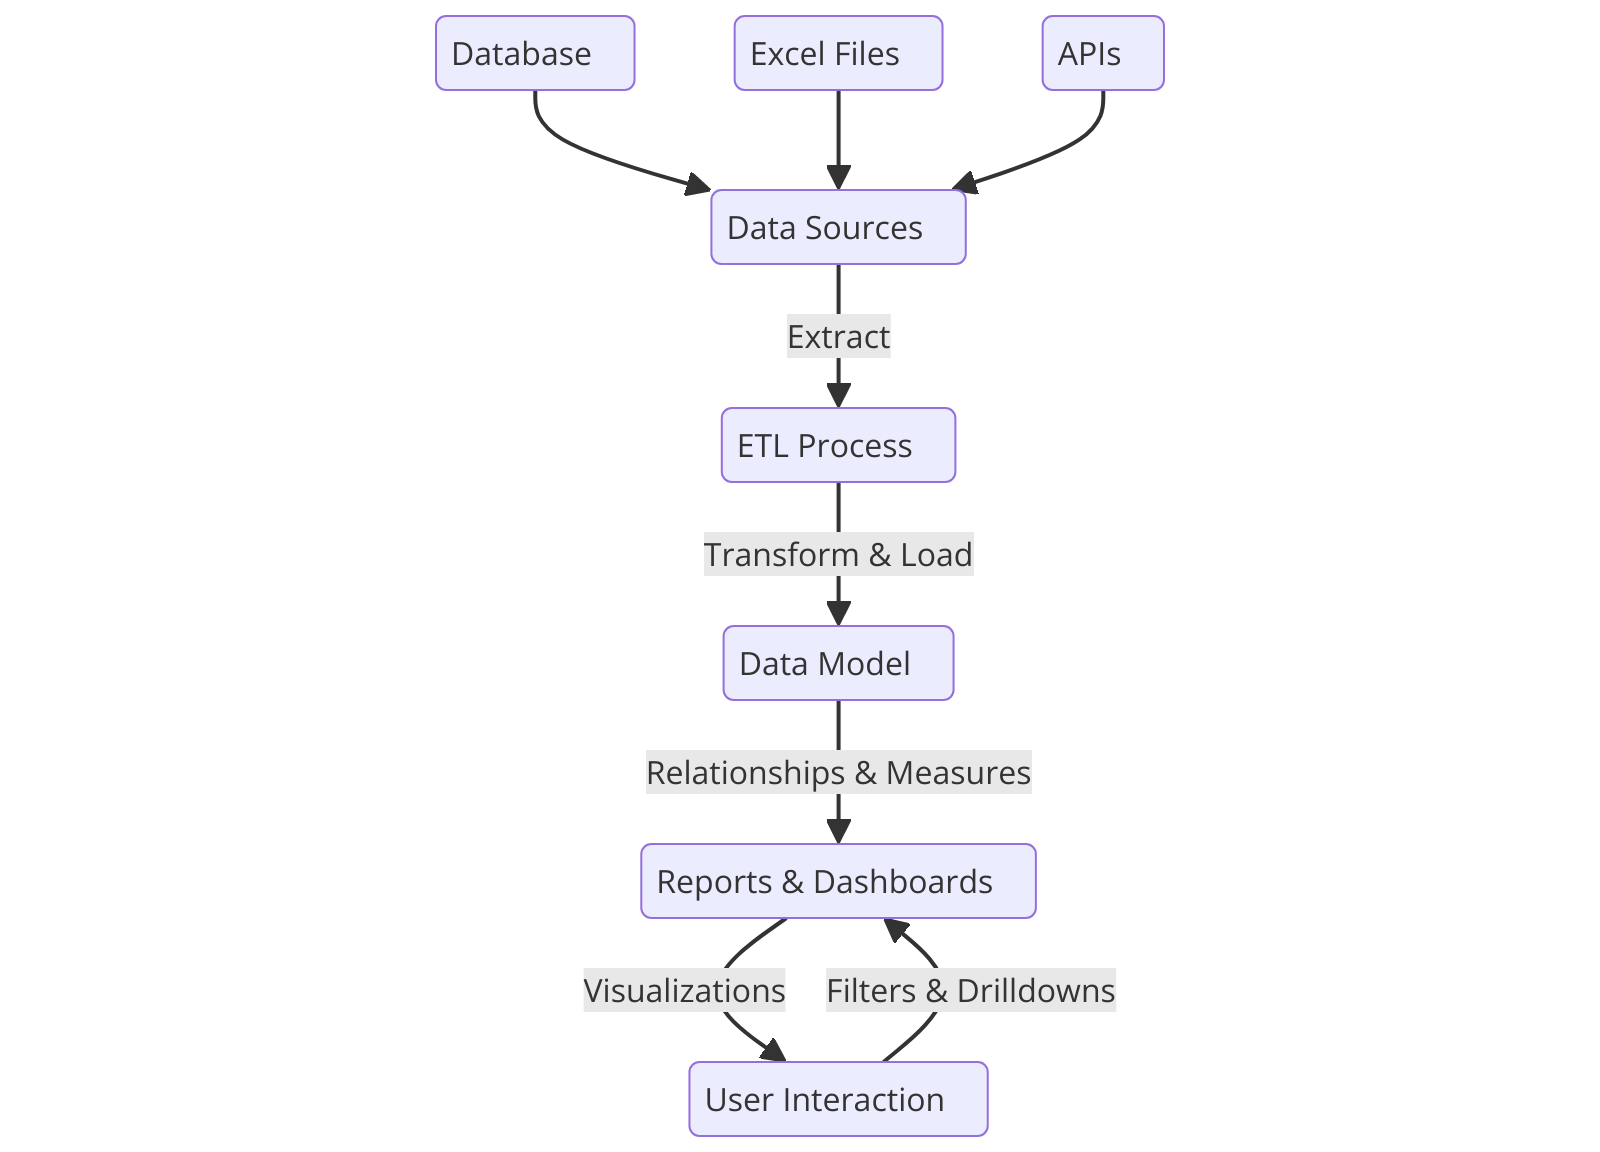 Database
Excel Files
APIs
Data Sources
Extract
ETL Process
Transform & Load
Data Model
Relationships & Measures
Reports & Dashboards
Visualizations
Filters & Drilldowns
User Interaction